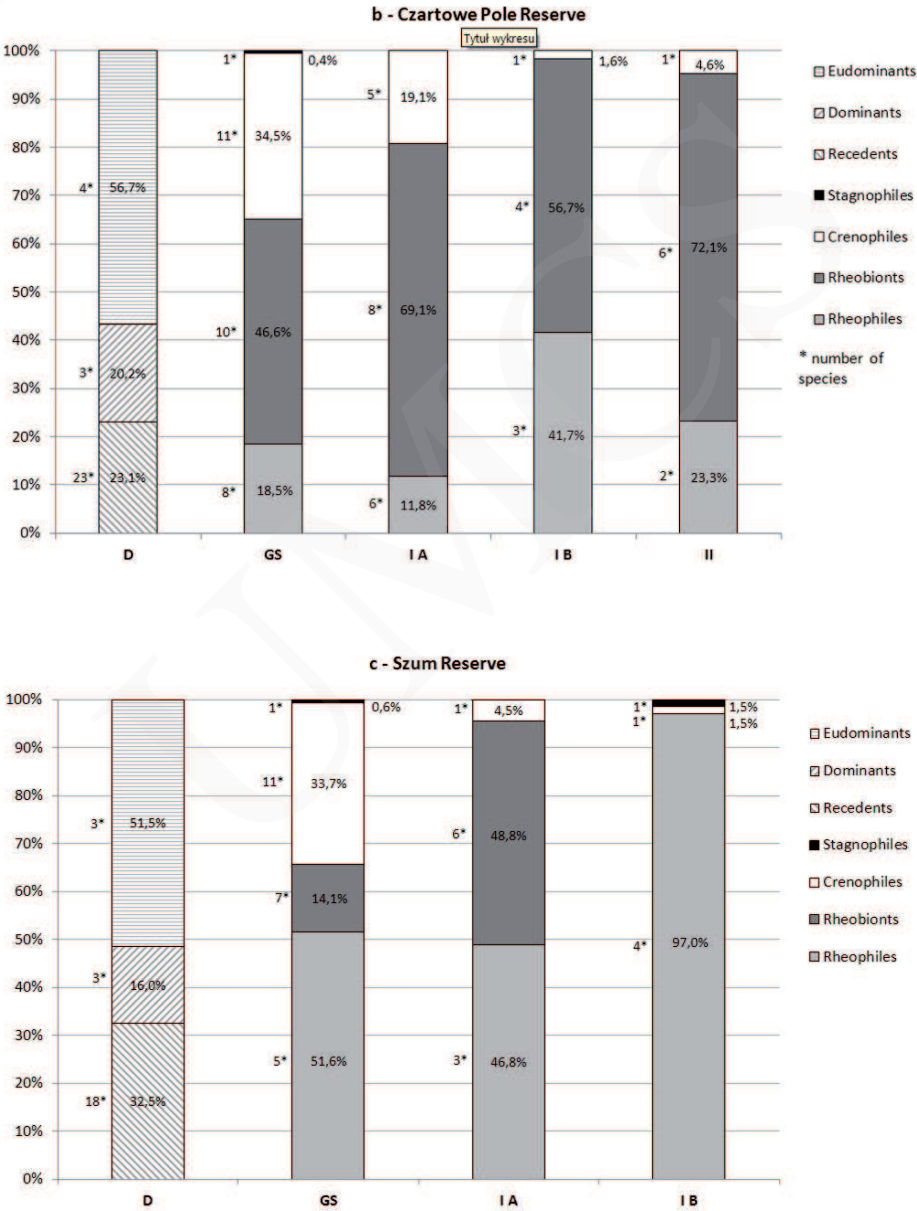 b - Czartowe Pole Reserve
Tytuł wykresu
100%
90%
80%
70%
60%
50%
40%
30%
20%
10%
0%
4* 56,7%
3* 20,2%
23* 23,1%
1* 0,4%
11* 34,5%
10* 46,6%
8* 18,5%
5* 19,1%
8* 69,1%
6* 11,8%
1* 1,6%
4* 56,7%
3* 41,7%
1* 4,6%
6* 72,1%
2* 23,3%
D GS I A I B II
Eudominants
Dominants
Recedents
Stagnophiles
Crenophiles
Rheobionts
Rheophiles
* number of
species
UMCS
c - Szum Reserve
100%
90%
80%
70%
60%
50%
40%
30%
20%
10%
0%
3* 51,5%
3* 16,0%
18* 32,5%
1* 0,6%
11* 33,7%
7* 14,1%
5* 51,6%
1* 4,5%
6* 48,8%
3* 46,8%
1* 1,5%
1* 1,5%
4* 97,0%
D GS I A I B
Eudominants
Dominants
Recedents
Stagnophiles
Crenophiles
Rheobionts
Rheophiles